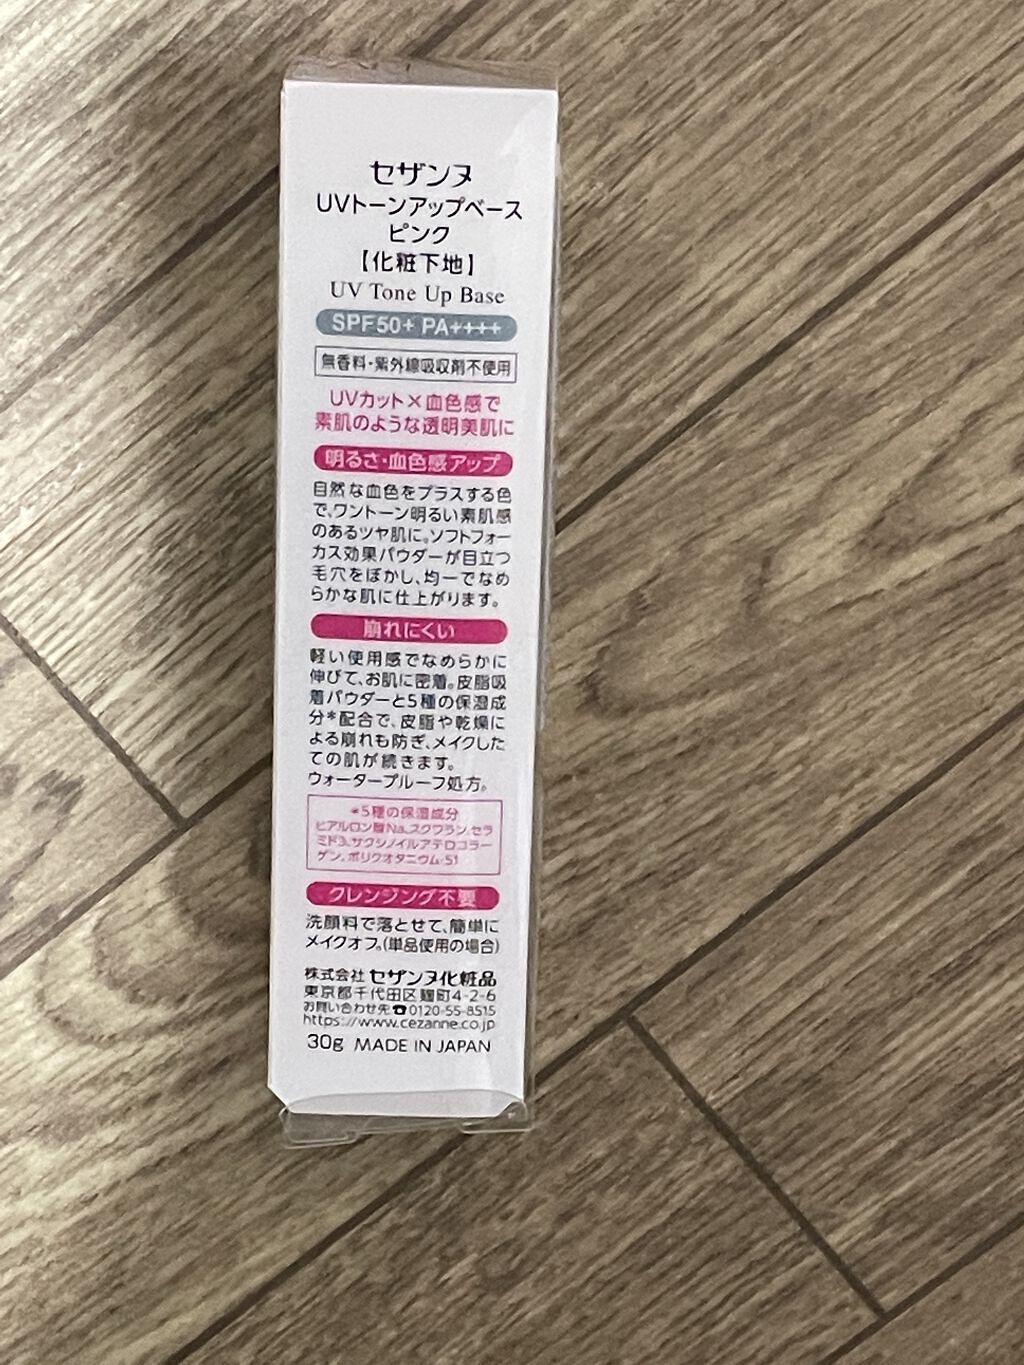 セザンヌ
UVトーンアップベース
ピンク
【化粧下地】
UV Tone Up Base
SPF50+ PA++++
無香料・紫外線吸収剤不使用
UVカット×血色感で
素肌のような透明美肌に
明るさ・血色感アップ
自然な血色をプラスする色
で、ワントーン明るい素肌感
のあるツヤ肌に。ソフトフォー
カス効果パウダーが目立つ
毛穴をぼかし、均一でなめ
らかな肌に仕上がります。
崩れにくい
軽い使用感でなめらかに
伸びて、お肌に密着。皮脂吸
着パウダーと5種の保湿成
分*配合で、皮脂や乾燥に
よる崩れも防ぎ、メイクした
ての肌が続きます。
ウォータープルーフ処方。
*5種の保湿成分
ヒアルロン酸Na、スクワラン、セラ
ミド3、サクシノイルアテロコラー
ゲン、ポリクオタニウム-51
クレンジング不要
洗顔料で落とせて、簡単に
メイクオフ。(単品使用の場合)
株式会社 セザンヌ化粧品
東京都千代田区麹町4-2-6
お問い合わせ先☎0120-55-8515
https://www.cezanne.co.jp
30g MADE IN JAPAN